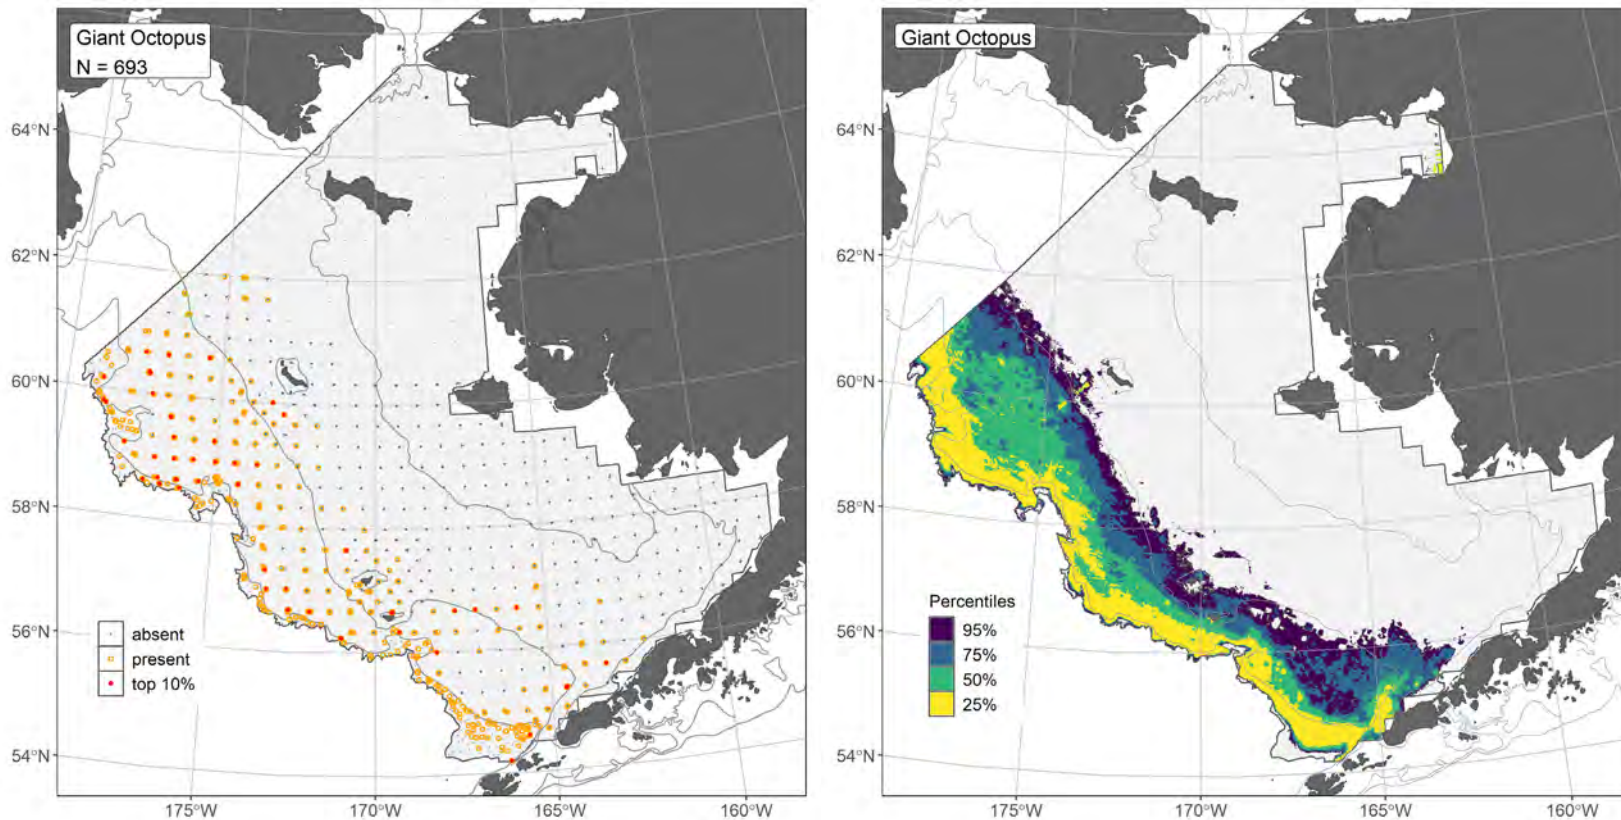 Giant Octopus
N = 693
64°N
62°N
60°N
58°N
56°N
54°N
absent
present
top 10%
175°W
170°W
165°W
160°W
Giant Octopus
64°N
62°N
60°N
58°N
56°N
54°N
Percentiles
95%
75%
50%
25%
175°W
170°W
165°W
160°W